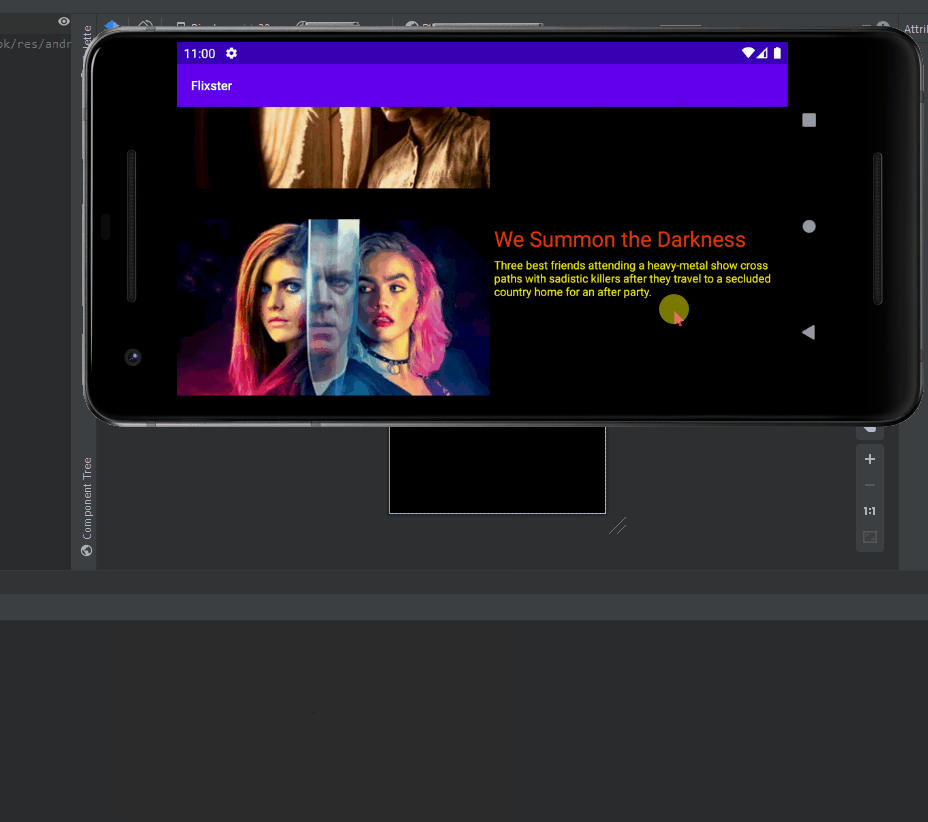 ok/res/andr
11:00
Flixster
We Summon the Darkness
Three best friends attending a heavy-metal show cross
paths with sadistic killers after they travel to a secluded
country home for an after party.
Component Tree
1:1